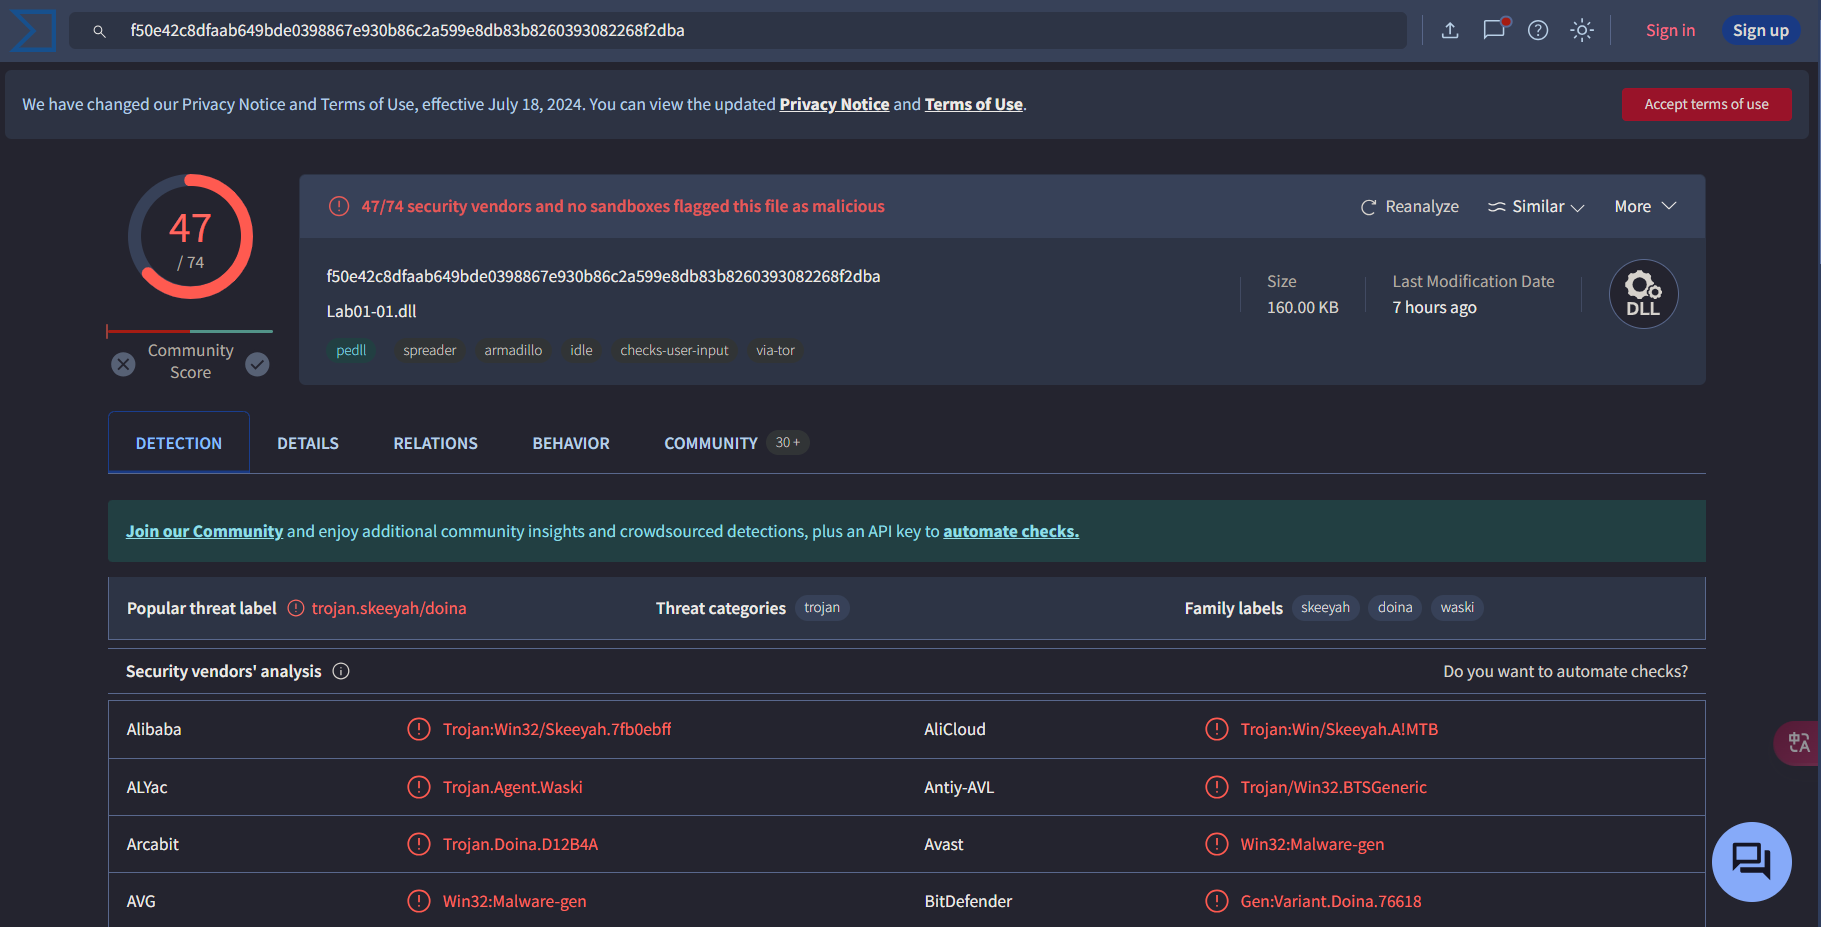 f50e42c8dfaab649bde0398867e930b86c2a599e8db83b8260393082268f2dba
Sign in
Sign up
We have changed our Privacy Notice and Terms of Use, effective July 18, 2024. You can view the updated Privacy Notice and Terms of Use.
Accept terms of use
47
/ 74
Community
Score
47/74 security vendors and no sandboxes flagged this file as malicious
Reanalyze
Similar
More
f50e42c8dfaab649bde0398867e930b86c2a599e8db83b8260393082268f2dba
Lab01-01.dll
pedll
spreader
armadillo
idle
checks-user-input
via-tor
Size
160.00 KB
Last Modification Date
7 hours ago
DLL
DETECTION
DETAILS
RELATIONS
BEHAVIOR
COMMUNITY
30 +
Join our Community and enjoy additional community insights and crowdsourced detections, plus an API key to automate checks.
Popular threat label
trojan.skeeyah/doina
Threat categories
trojan
Family labels
skeeyah
doina
waski
Security vendors' analysis
Do you want to automate checks?
Alibaba
Trojan:Win32/Skeeyah.7fb0ebff
AliCloud
Trojan:Win/Skeeyah.A!MTB
ALYac
Trojan.Agent.Waski
Antiy-AVL
Trojan/Win32.BTSGeneric
Arcabit
Trojan.Doina.D12B4A
Avast
Win32:Malware-gen
AVG
Win32:Malware-gen
BitDefender
Gen:Variant.Doina.76618
中
A